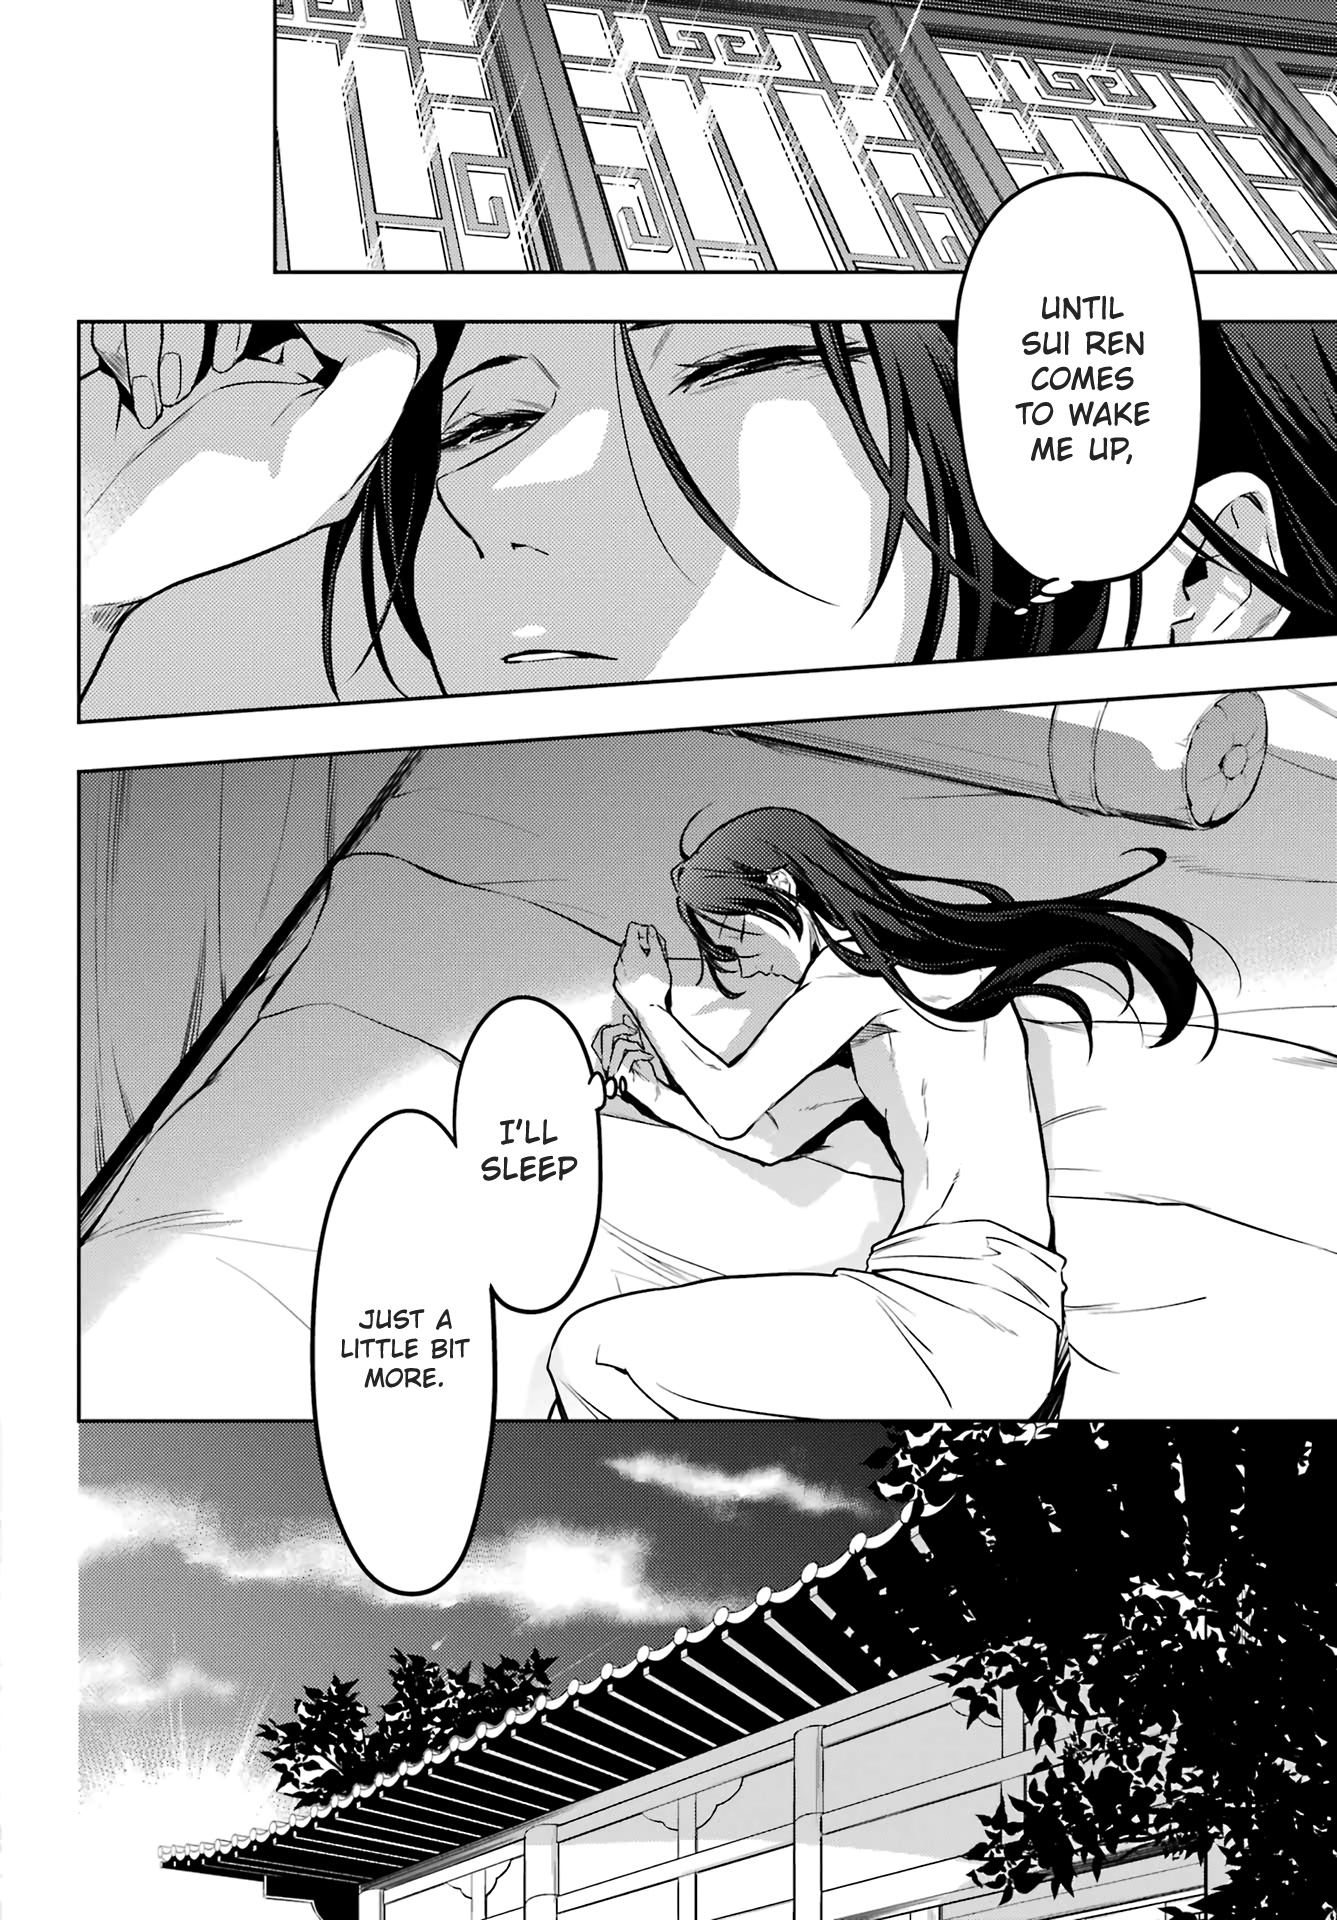 UNTIL
SUI REN
COMES
TO WAKE
ME UP,
I'LL
SLEEP
JUST A
LITTLE BIT
MORE.